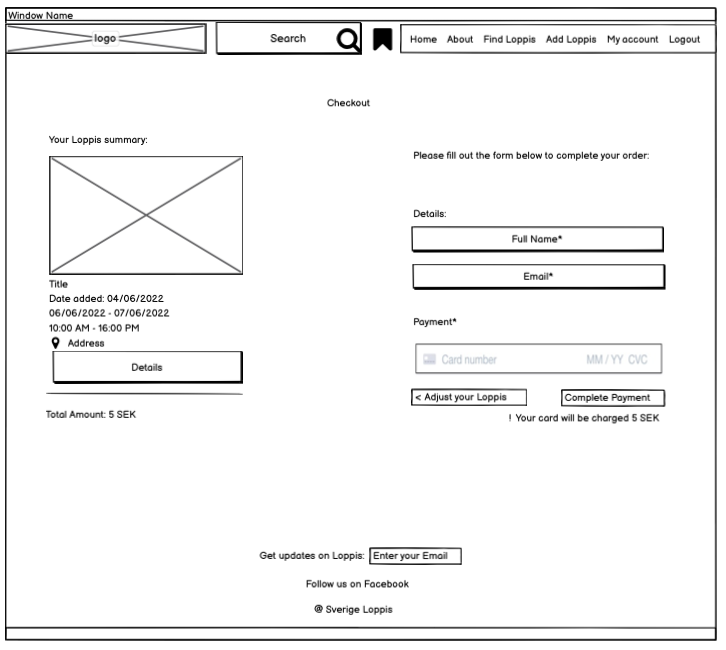 Window Name
logo
Search
Home About Find Loppis Add Loppis My account Logout
Checkout
Your Loppis summary:
Title
Date added: 04/06/2022
06/06/2022 - 07/06/2022
10:00 AM - 16:00 PM
Address
Details
Total Amount: 5 SEK
Please fill out the form below to complete your order:
Details:
Full Name*
Email*
Payment*
Card number MM / YY CVC
< Adjust your Loppis Complete Payment
! Your card will be charged 5 SEK
Get updates on Loppis: Enter your Email
Follow us on Facebook
@ Sverige Loppis